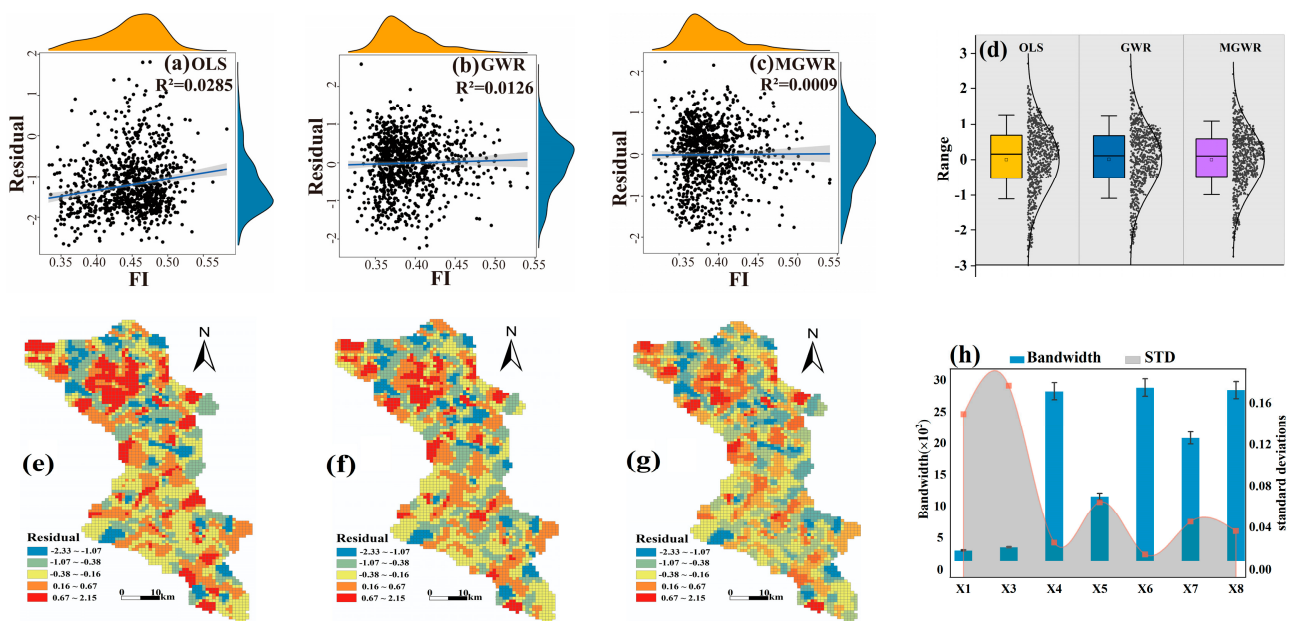 (a)OLS
R²=0.0285
Residual
2
1
0
-1
-2
0.35 0.40 0.45 0.50 0.55
FI
(b)GWR
R²=0.0126
Residual
2
1
0
-1
-2
0.35 0.40 0.45 0.50 0.55
FI
(c)MGWR
R²=0.0009
Residual
2
1
0
-1
-2
0.30 0.35 0.40 0.45 0.50 0.55
FI
(d)
OLS GWR MGWR
Range
3
2
1
0
-1
-2
-3
(e)
N
Residual
-2.33 ~ -1.07
-1.07 ~ -0.38
-0.38 ~ -0.16
0.16 ~ 0.67
0.67 ~ 2.15
0 10 km
(f)
N
Residual
-2.33 ~ -1.07
-1.07 ~ -0.38
-0.38 ~ -0.16
0.16 ~ 0.67
0.67 ~ 2.15
0 10 km
(g)
N
Residual
-2.33 ~ -1.07
-1.07 ~ -0.38
-0.38 ~ -0.16
0.16 ~ 0.67
0.67 ~ 2.15
0 10 km
(h)
Bandwidth STD
Bandwidth(×10²)
30
25
20
15
10
5
0
0.16
0.12
0.08
0.04
0.00
standard deviations
X1 X3 X4 X5 X6 X7 X8